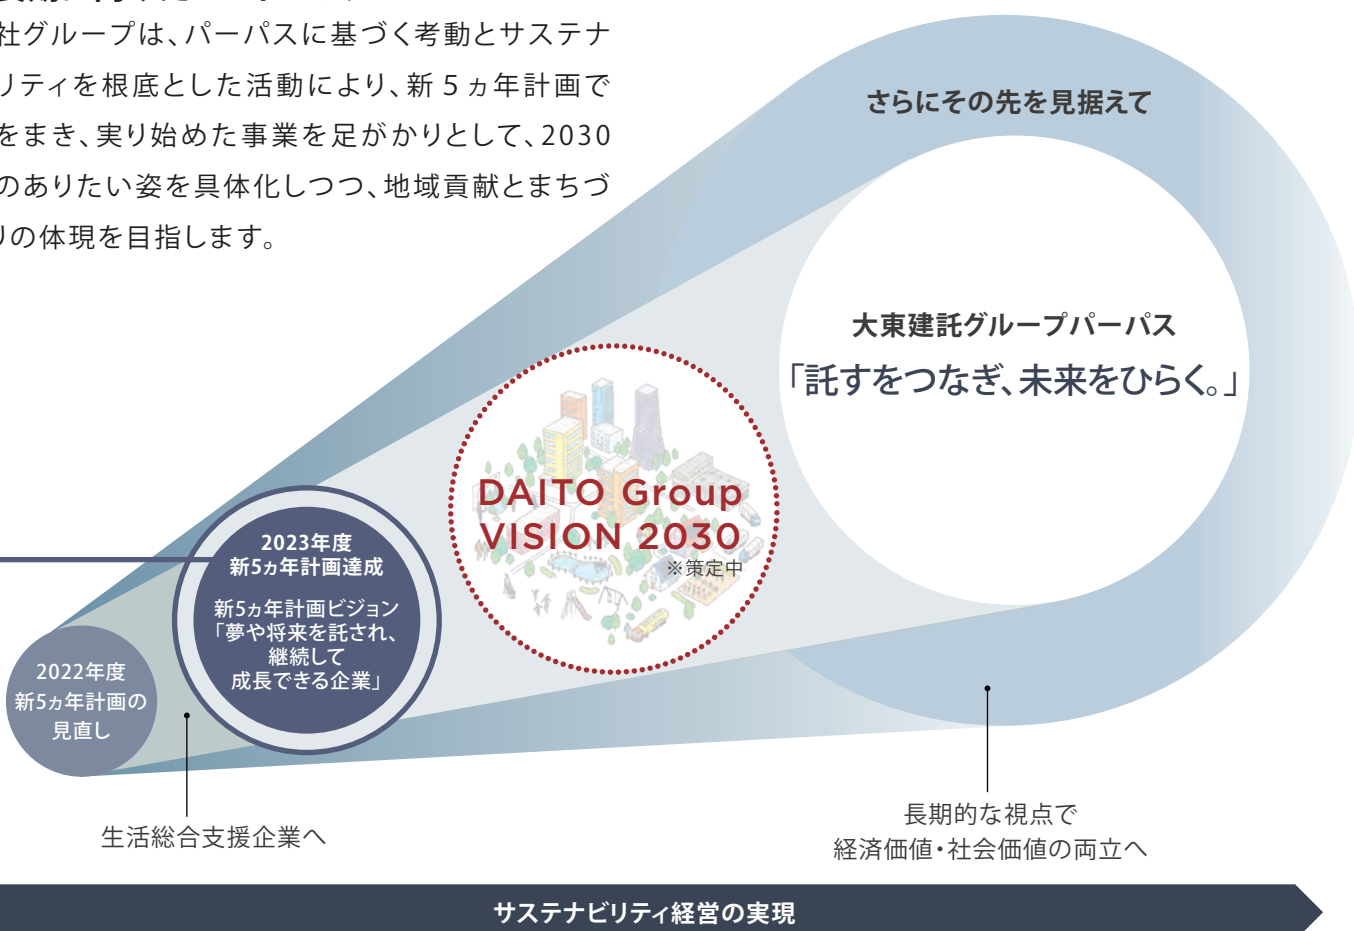 社グループは、パーパスに基づく考動とサステナ
リティを根底とした活動により、新5ヵ年計画で
をまき、実り始めた事業を足がかりとして、2030
のありたい姿を具体化しつつ、地域貢献とまちづ
りの体現を目指します。
さらにその先を見据えて
大東建託グループパーパス
「託すをつなぎ、未来をひらく。」
DAITO Group
VISION 2030
※策定中
2023年度
新5ヵ年計画達成
新5ヵ年計画ビジョン
「夢や将来を託され、
継続して
成長できる企業」
2022年度
新5ヵ年計画の
見直し
生活総合支援企業へ
長期的な視点で
経済価値・社会価値の両立へ
サステナビリティ経営の実現